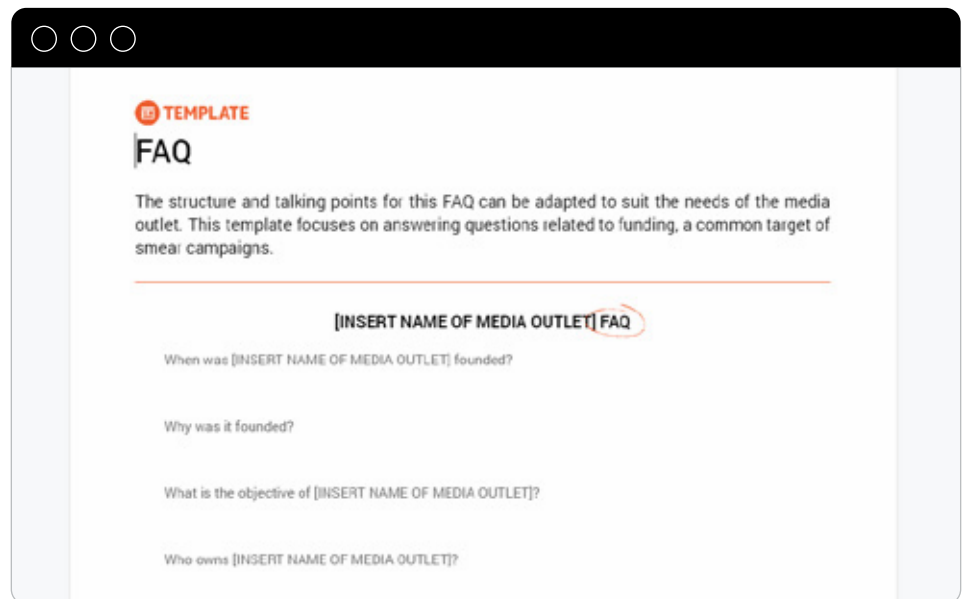 TEMPLATE
FAQ
The structure and talking points for this FAQ can be adapted to suit the needs of the media
outlet. This template focuses on answering questions related to funding, a common target of
smear campaigns.
[INSERT NAME OF MEDIA OUTLET] FAQ
When was [INSERT NAME OF MEDIA OUTLET] founded?
Why was it founded?
What is the objective of [INSERT NAME OF MEDIA OUTLET]?
Who owns [INSERT NAME OF MEDIA OUTLET]?